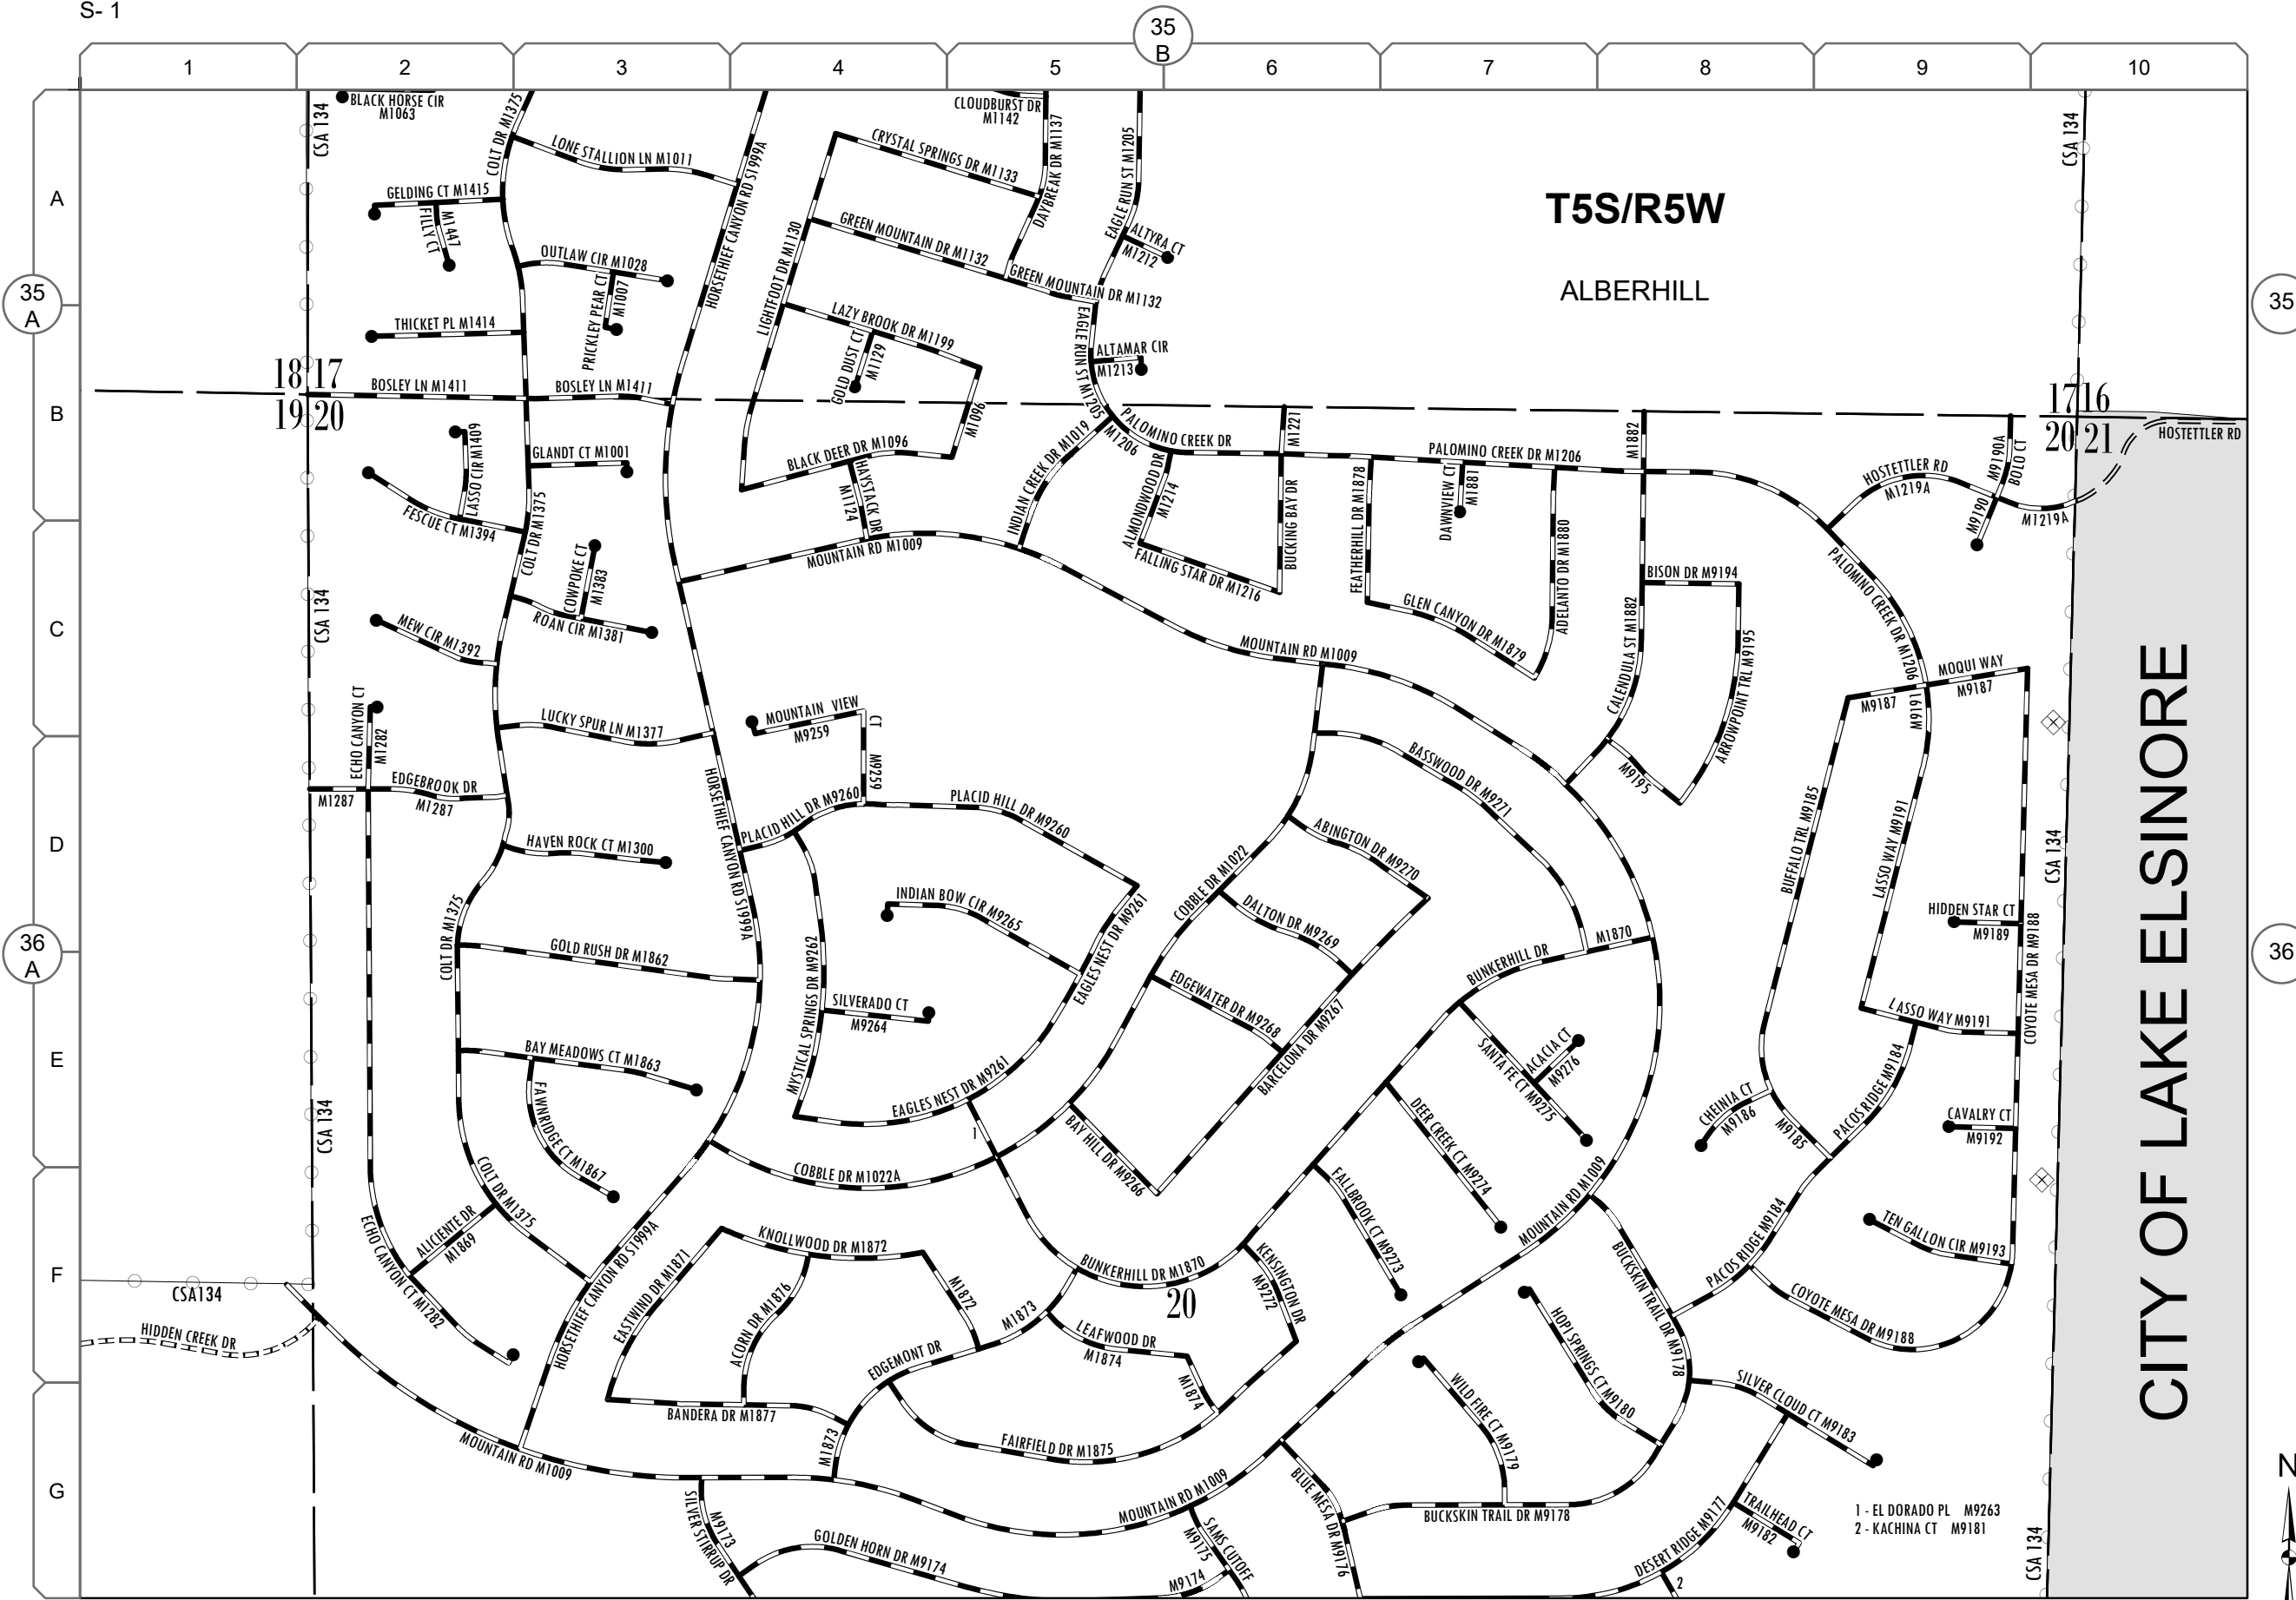 S- 1
35
B
1
2
3
4
5
6
7
8
9
10
A
B
C
D
E
F
G
35
A
36
A
35
36
T5S/R5W
ALBERHILL
CITY OF LAKE ELSINORE
CSA 134
BLACK HORSE CIR
M1063
COLT DR M1375
LONE STALLION LN M1011
GELDING CT M1415
FILLY CT
M1447
OUTLAW CIR M1028
PRICKLEY PEAR CT
M1007
THICKET PL M1414
HORSETHIEF CANYON RD S1999A
18 17
19 20
BOSLEY LN M1411
BOSLEY LN M1411
CLOUDBURST DR
M1142
CRYSTAL SPRINGS DR M1133
DAYBREAK DR M1137
EAGLE RUN ST M1205
ALTYRA CT
M1212
LIGHTFOOT DR M1130
GREEN MOUNTAIN DR M1132
GREEN MOUNTAIN DR M1132
LAZY BROOK DR M1199
GOLD DUST CT
M1129
EAGLE RUN ST M1205
ALTAMAR CIR
M1213
M1096
BLACK DEER DR M1096
HAYSTACK DR
M1124
INDIAN CREEK DR M1019
M1206
PALOMINO CREEK DR
ALMONDWOOD DR
M1214
M1221
BUCKING BAY DR
FALLING STAR DR M1216
PALOMINO CREEK DR M1206
FEATHERHILL DR M1878
DAWNVIEW CT
M1881
ADELANTO DR M1880
GLEN CANYON DR M1879
M1882
BISON DR M9194
CALENDULA ST M1882
ARROWPOINT TRL M9195
M9195
CSA 134
17 16
20 21
HOSTETTLER RD
HOSTETTLER RD
M1219A
M9190A
BOLO CT
M9190
M1219A
PALOMINO CREEK DR M1206
MOQUI WAY
M9187
M9187
M9191
LASSO CIR M1409
GLANDT CT M1001
FESCUE CT M1394
COLT DR M1375
COWPOKE CT
M1383
ROAN CIR M1381
CSA 134
MEW CIR M1392
MOUNTAIN RD M1009
MOUNTAIN RD M1009
ECHO CANYON CT
M1282
LUCKY SPUR LN M1377
MOUNTAIN VIEW
CT
M9259
M9259
M1287
EDGEBROOK DR
M1287
HORSETHIEF CANYON RD S1999A
PLACID HILL DR M9260
PLACID HILL DR M9260
HAVEN ROCK CT M1300
INDIAN BOW CIR M9265
EAGLES NEST DR M9261
COLT DR M1375
GOLD RUSH DR M1862
MYSTICAL SPRINGS DR M9262
SILVERADO CT
M9264
EAGLES NEST DR M9261
BASSWOOD DR M9271
ABINGTON DR M9270
COBBLE DR M1022
DALTON DR M9269
EDGEWATER DR M9268
BARCELONA DR M9267
BUNKERHILL DR
M1870
SANTA FE CT M9275
ACACIA CT
M9276
BUFFALO TRL M9185
LASSO WAY M9191
HIDDEN STAR CT
M9189
COYOTE MESA DR M9188
CSA 134
LASSO WAY M9191
PACOS RIDGE M9184
CHEINIA CT
M9186
M9185
CAVALRY CT
M9192
CSA 134
BAY MEADOWS CT M1863
FAWNRIDGE CT M1867
COLT DR M1375
COBBLE DR M1022A
1
BAY HILL DR M9266
DEER CREEK CT M9274
FALLBROOK CT M9273
MOUNTAIN RD M1009
ECHO CANYON CT M1282
ALICIENTE DR
M1869
HORSETHIEF CANYON RD S1999A
KNOLLWOOD DR M1872
EASTWIND DR M1871
ACORN DR M1876
M1872
BUNKERHILL DR M1870
20
KENSINGTON DR
M9272
M1873
LEAFWOOD DR
M1874
M1874
EDGEMONT DR
BUCKSKIN TRAIL DR M9178
PACOS RIDGE M9184
TEN GALLON CIR M9193
COYOTE MESA DR M9188
HOPI SPRINGS CT M9180
WILD FIRE CT M9179
SILVER CLOUD CT M9183
CSA134
HIDDEN CREEK DR
BANDERA DR M1877
M1873
FAIRFIELD DR M1875
MOUNTAIN RD M1009
MOUNTAIN RD M1009
SILVER STIRRUP DR
M9173
GOLDEN HORN DR M9174
M9174
SAMS CUTOFF
M9175
BLUE MESA DR M9176
BUCKSKIN TRAIL DR M9178
DESERT RIDGE M9177
TRAILHEAD CT
M9182
2
1 - EL DORADO PL M9263
2 - KACHINA CT M9181
CSA 134
N